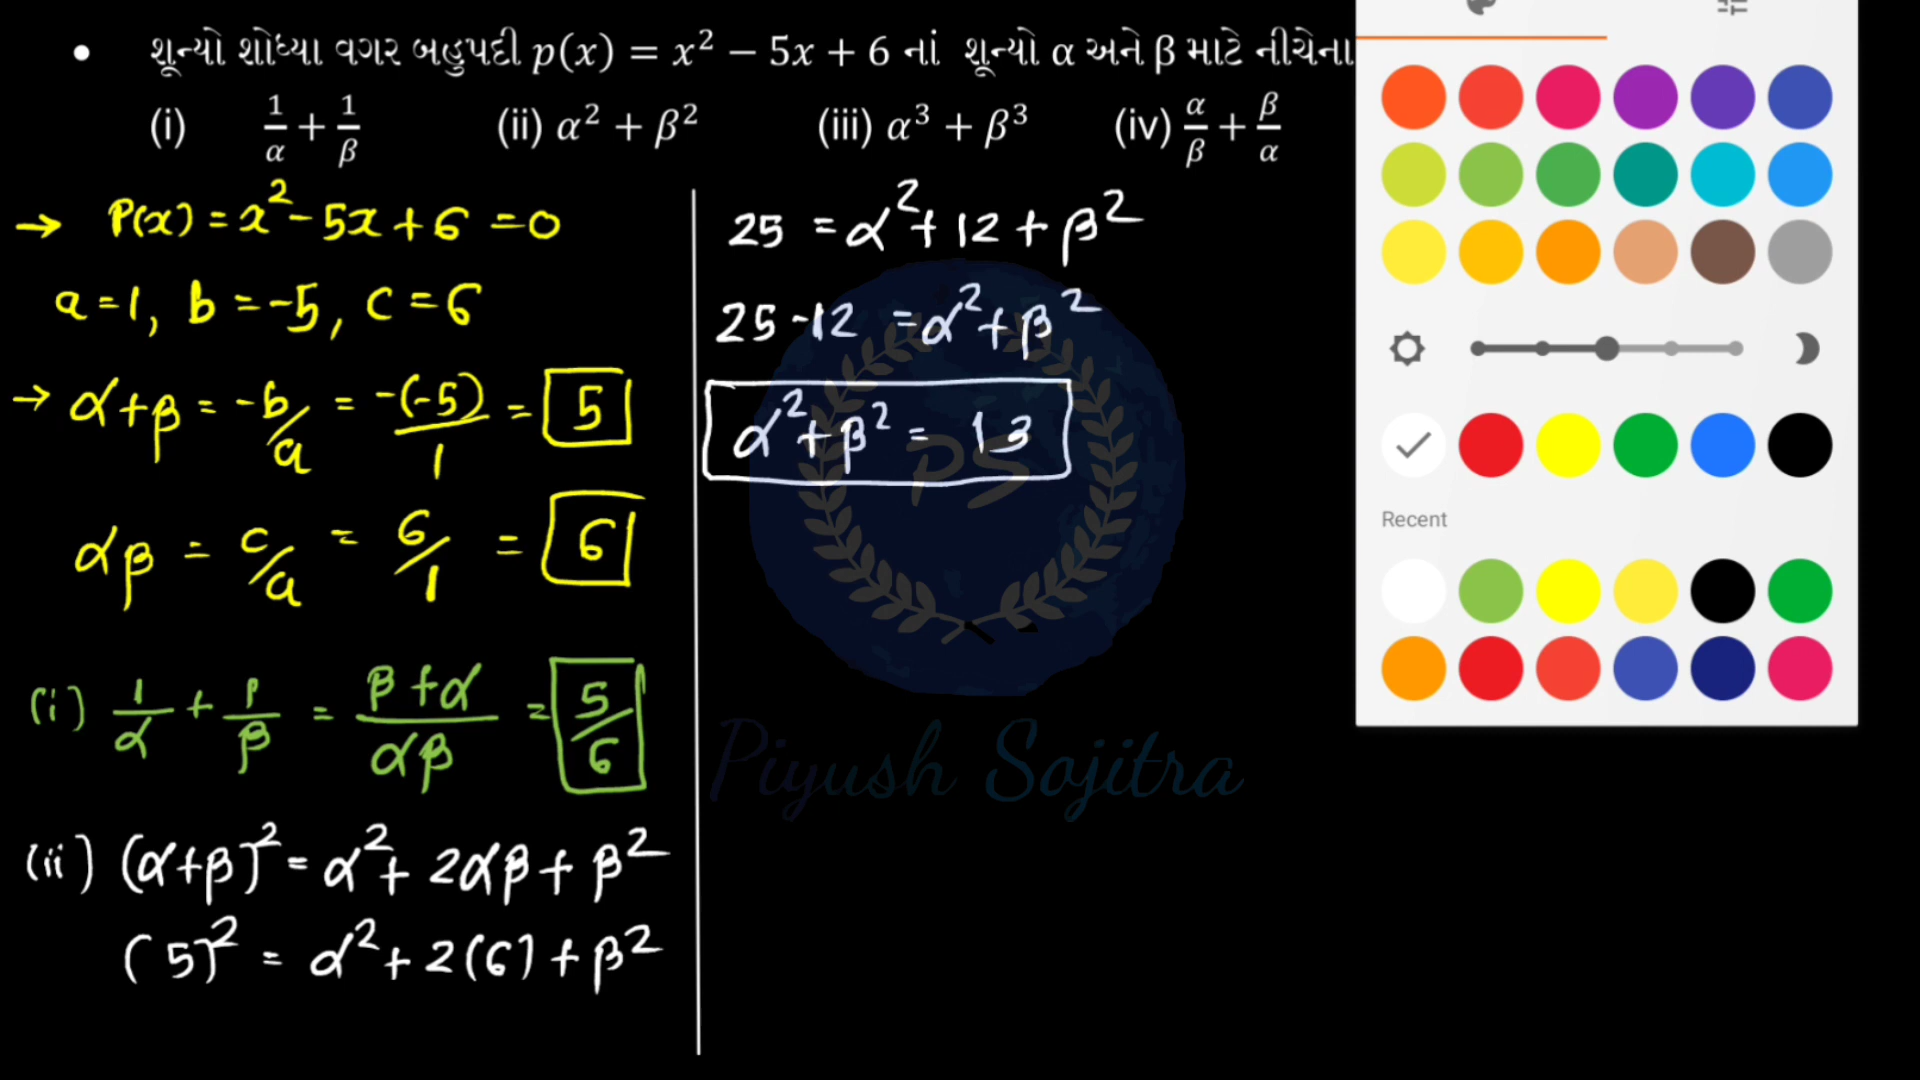 • શૂન્યો શોધ્યા વગર બહુપદી p(x) = x² − 5x + 6 નાં શૂન્યો α અને β માટે નીચેના
(i) 1/α + 1/β (ii) α² + β² (iii) α³ + β³ (iv) α/β + β/α
→ P(x) = x² - 5x + 6 = 0
a = 1, b = -5, c = 6
→ α+β = -b/a = -(-5)/1 = 5
αβ = c/a = 6/1 = 6
(i) 1/α + 1/β = β+α/αβ = 5/6
(ii) (α+β)² = α² + 2αβ + β²
(5)² = α² + 2(6) + β²
25 = α² + 12 + β²
25 - 12 = α² + β²
α² + β² = 13
PS
Piyush Sojitra
Recent